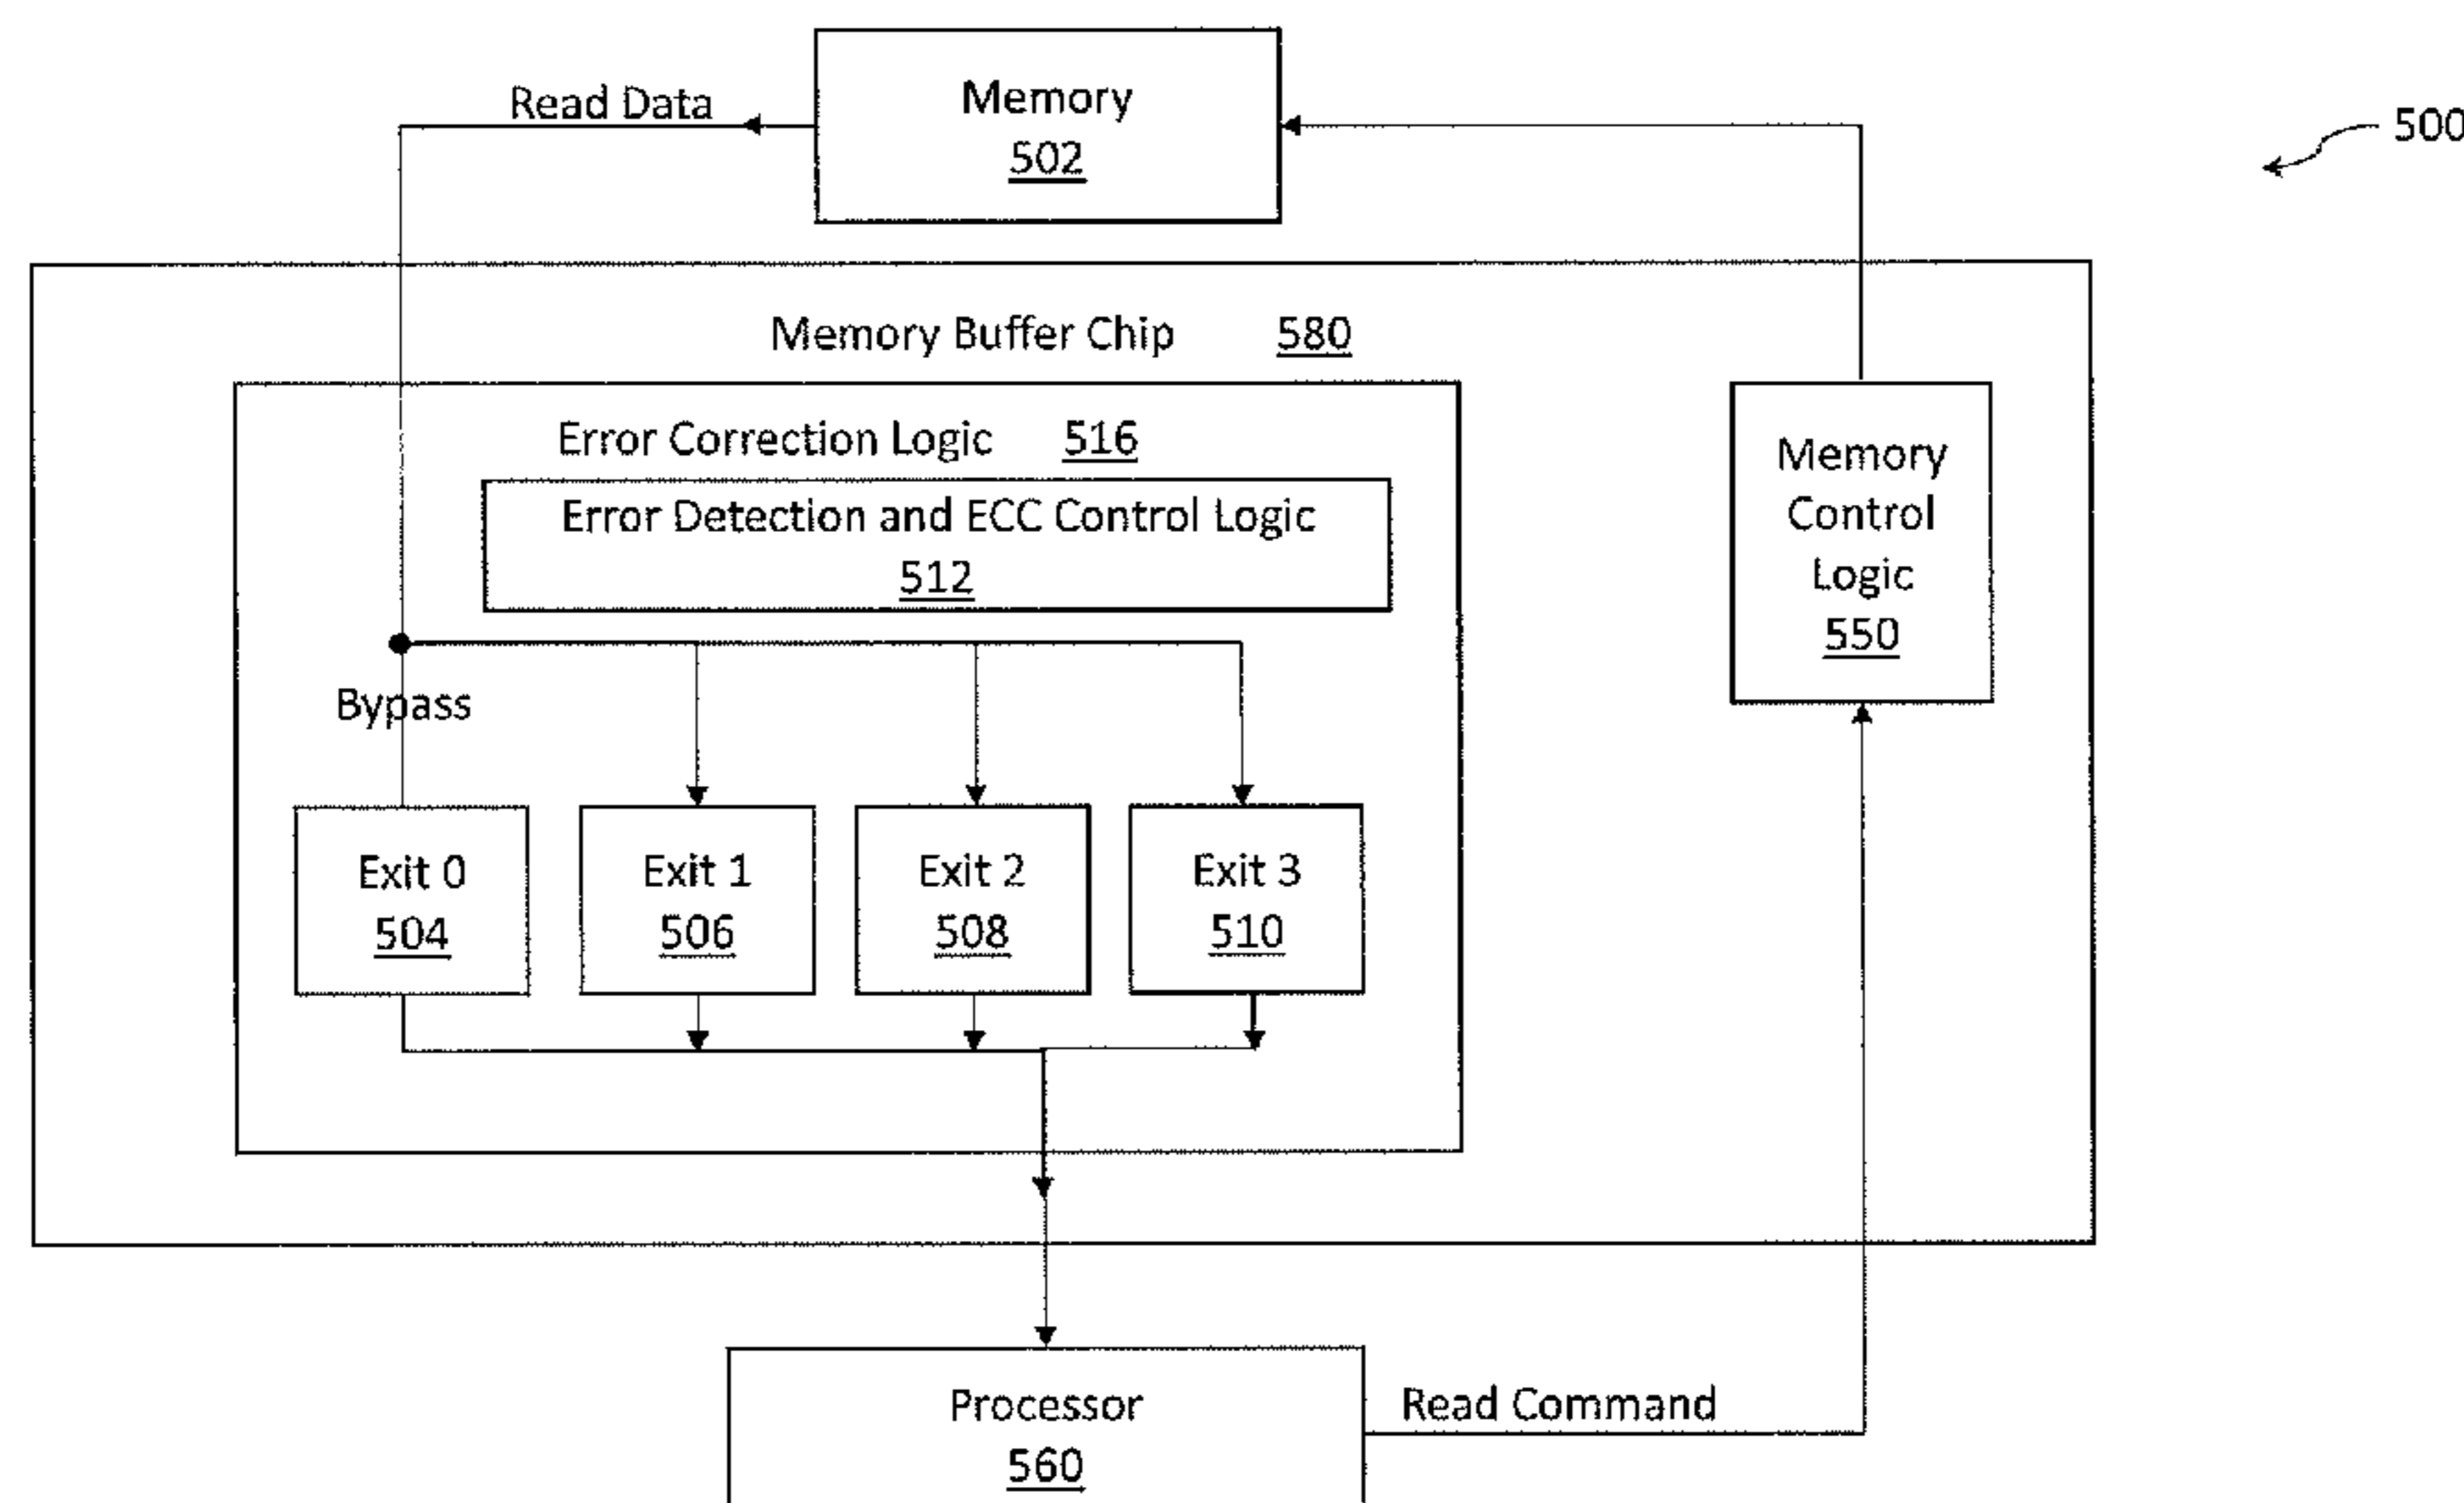 Read Data
Memory
502
500
Memory Buffer Chip 580
Error Correction Logic 516
Error Detection and ECC Control Logic
512
Memory
Control
Logic
550
Bypass
Exit 0
504
Exit 1
506
Exit 2
508
Exit 3
510
Processor
560
Read Command